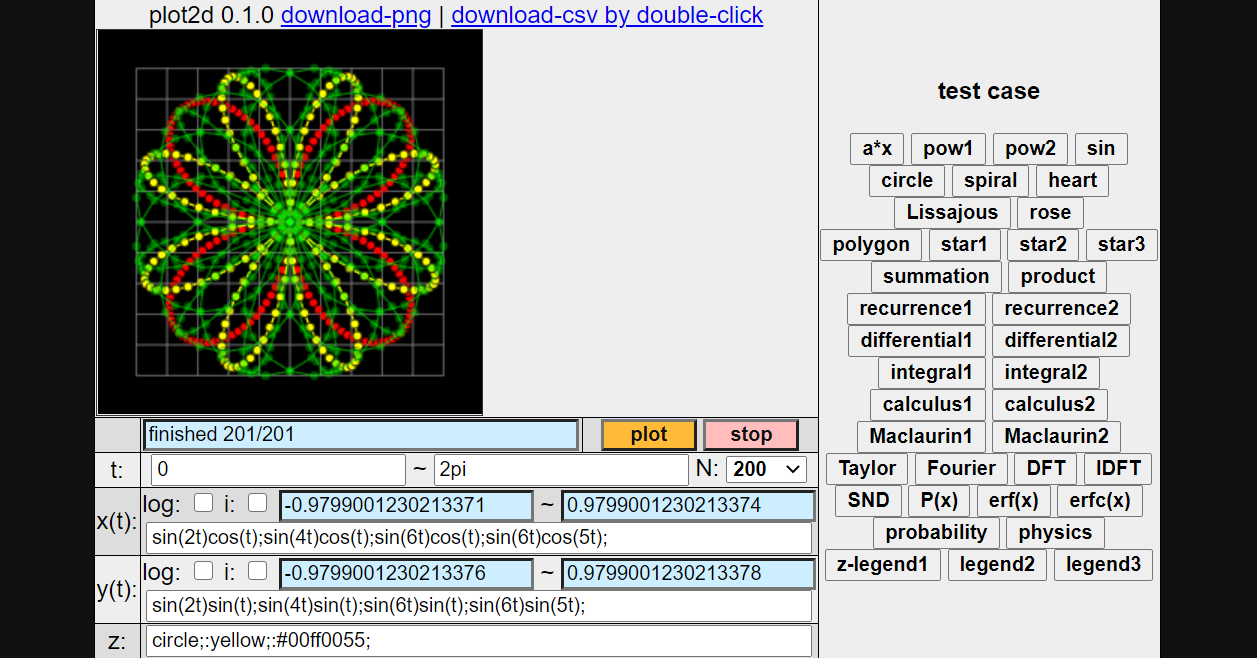 plot2d 0.1.0 download-png | download-csv by double-click
finished 201/201 plot stop
t: 0 ~ 2pi N: 200
x(t): log: i: -0.9799001230213371 ~ 0.9799001230213374
sin(2t)cos(t);sin(4t)cos(t);sin(6t)cos(t);sin(6t)cos(5t);
y(t): log: i: -0.9799001230213376 ~ 0.9799001230213378
sin(2t)sin(t);sin(4t)sin(t);sin(6t)sin(t);sin(6t)sin(5t);
z: circle;:yellow;:#00ff0055;
test case
a*x pow1 pow2 sin
circle spiral heart
Lissajous rose
polygon star1 star2 star3
summation product
recurrence1 recurrence2
differential1 differential2
integral1 integral2
calculus1 calculus2
Maclaurin1 Maclaurin2
Taylor Fourier DFT IDFT
SND P(x) erf(x) erfc(x)
probability physics
z-legend1 legend2 legend3